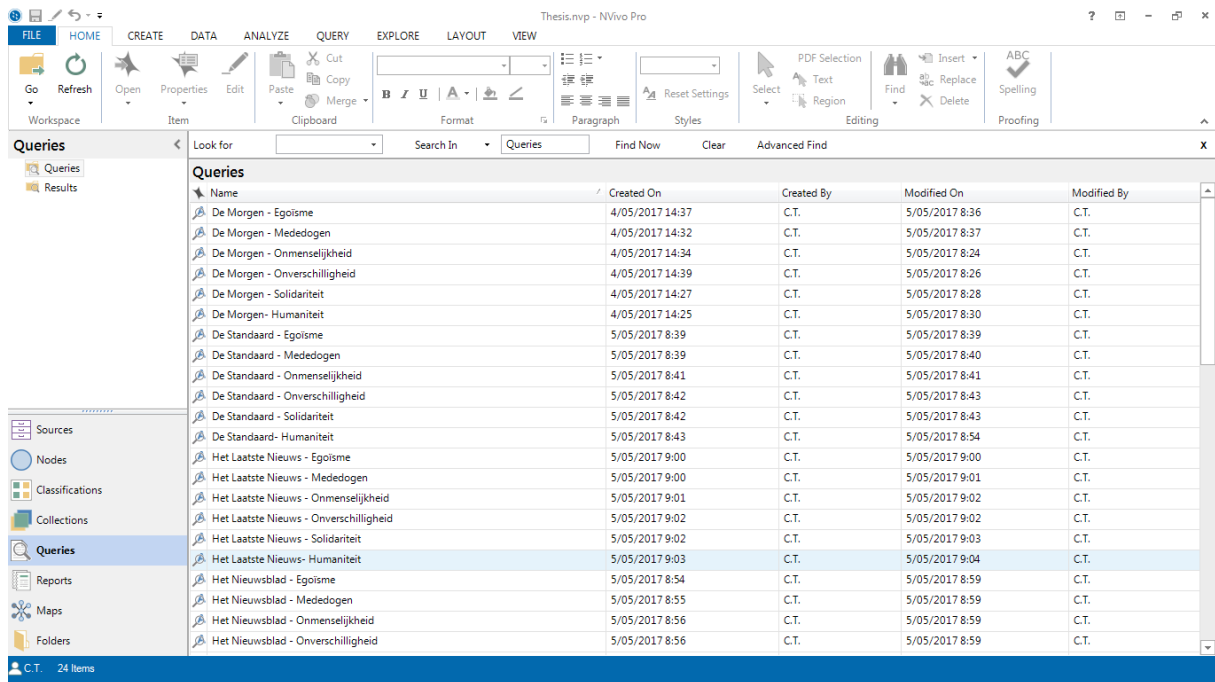 Thesis.nvp - NVivo Pro
FILE HOME CREATE DATA ANALYZE QUERY EXPLORE LAYOUT VIEW
Go Refresh Open Properties Edit Paste Cut Copy Merge
B I U A
Reset Settings
Select PDF Selection Text Region
Find Insert Replace Delete
ABC Spelling
Workspace Item Clipboard Format Paragraph Styles Editing Proofing
Queries
Queries
Results
Look for Search In Queries Find Now Clear Advanced Find X
Queries
Name Created On Created By Modified On Modified By
De Morgen - Egoïsme 4/05/2017 14:37 C.T. 5/05/2017 8:36 C.T.
De Morgen - Mededogen 4/05/2017 14:32 C.T. 5/05/2017 8:37 C.T.
De Morgen - Onmenselijkheid 4/05/2017 14:34 C.T. 5/05/2017 8:24 C.T.
De Morgen - Onverschilligheid 4/05/2017 14:39 C.T. 5/05/2017 8:26 C.T.
De Morgen - Solidariteit 4/05/2017 14:27 C.T. 5/05/2017 8:28 C.T.
De Morgen- Humaniteit 4/05/2017 14:25 C.T. 5/05/2017 8:30 C.T.
De Standaard - Egoïsme 5/05/2017 8:39 C.T. 5/05/2017 8:39 C.T.
De Standaard - Mededogen 5/05/2017 8:39 C.T. 5/05/2017 8:40 C.T.
De Standaard - Onmenselijkheid 5/05/2017 8:41 C.T. 5/05/2017 8:41 C.T.
De Standaard - Onverschilligheid 5/05/2017 8:42 C.T. 5/05/2017 8:43 C.T.
De Standaard - Solidariteit 5/05/2017 8:42 C.T. 5/05/2017 8:43 C.T.
De Standaard- Humaniteit 5/05/2017 8:43 C.T. 5/05/2017 8:54 C.T.
Het Laatste Nieuws - Egoïsme 5/05/2017 9:00 C.T. 5/05/2017 9:00 C.T.
Het Laatste Nieuws - Mededogen 5/05/2017 9:00 C.T. 5/05/2017 9:01 C.T.
Het Laatste Nieuws - Onmenselijkheid 5/05/2017 9:01 C.T. 5/05/2017 9:02 C.T.
Het Laatste Nieuws - Onverschilligheid 5/05/2017 9:02 C.T. 5/05/2017 9:02 C.T.
Het Laatste Nieuws - Solidariteit 5/05/2017 9:02 C.T. 5/05/2017 9:03 C.T.
Het Laatste Nieuws- Humaniteit 5/05/2017 9:03 C.T. 5/05/2017 9:04 C.T.
Het Nieuwsblad - Egoïsme 5/05/2017 8:54 C.T. 5/05/2017 8:59 C.T.
Het Nieuwsblad - Mededogen 5/05/2017 8:55 C.T. 5/05/2017 8:59 C.T.
Het Nieuwsblad - Onmenselijkheid 5/05/2017 8:56 C.T. 5/05/2017 8:59 C.T.
Het Nieuwsblad - Onverschilligheid 5/05/2017 8:56 C.T. 5/05/2017 8:59 C.T.
Sources
Nodes
Classifications
Collections
Queries
Reports
Maps
Folders
C.T. 24 Items